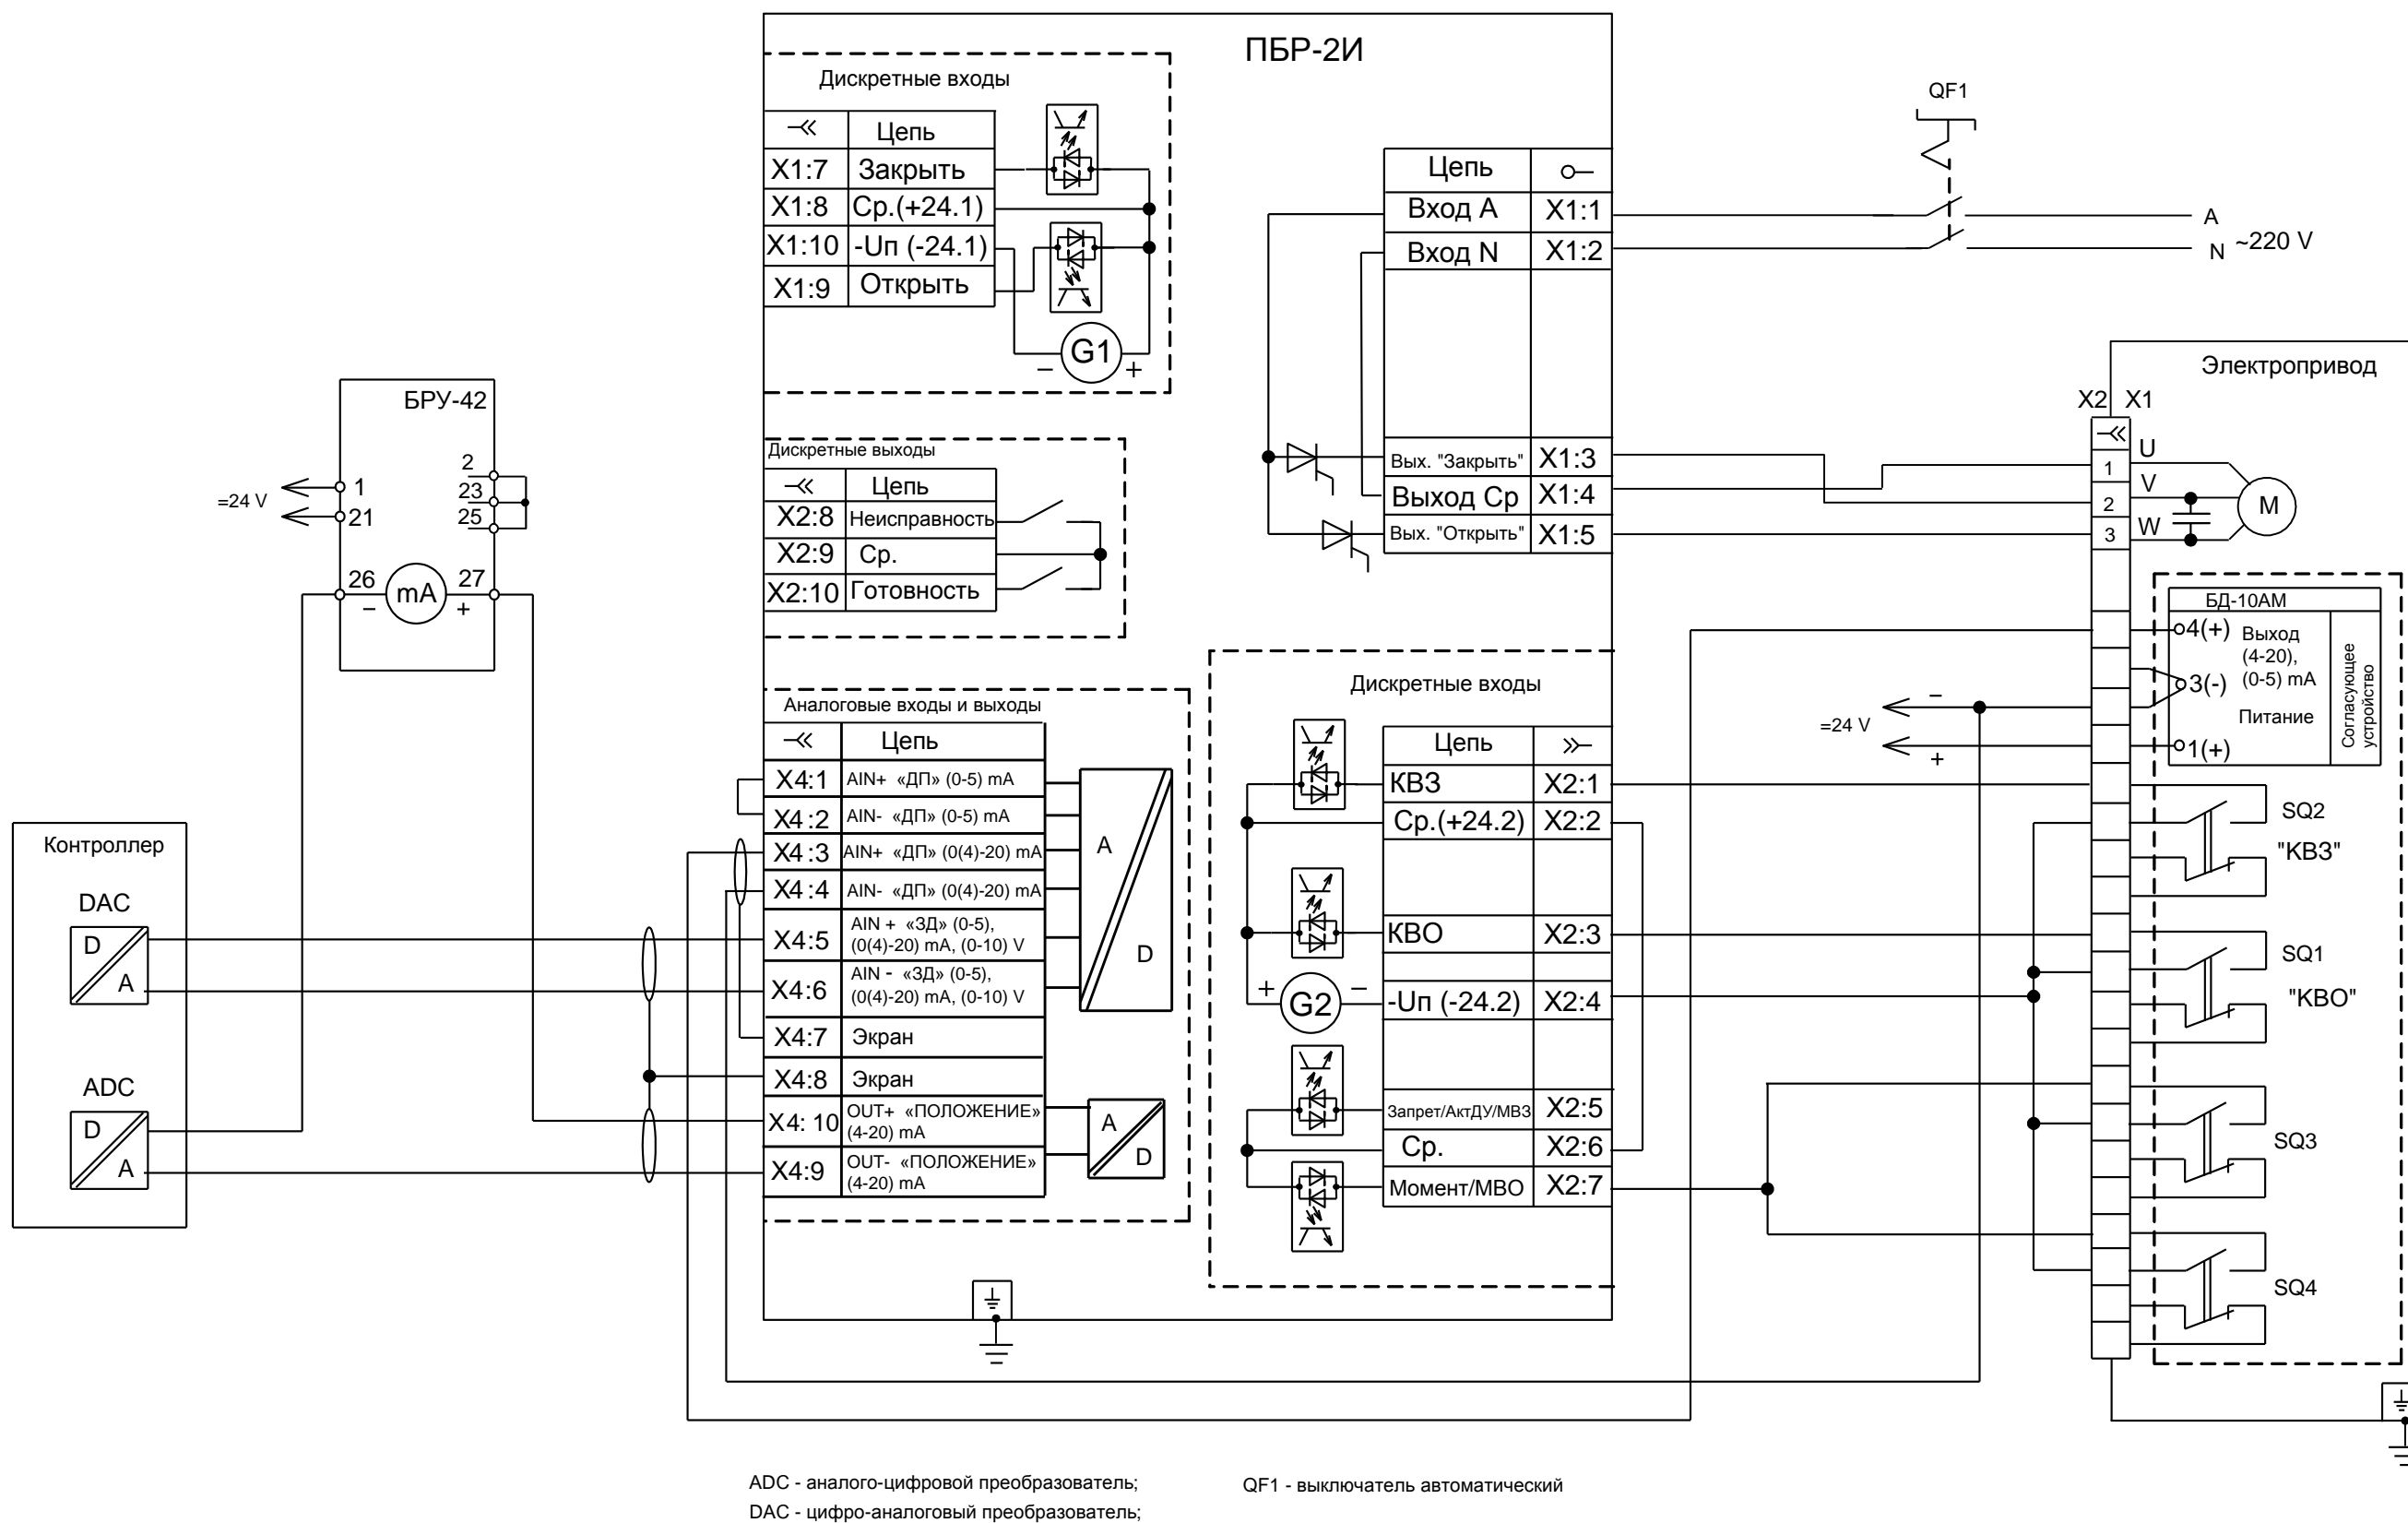 ПБР-2И
Дискретные входы
Цепь
X1:7 Закрыть
X1:8 Ср.(+24.1)
X1:10 -Uп (-24.1)
X1:9 Открыть
G1
− +
QF1
Цепь
Вход А X1:1
Вход N X1:2
Вых. "Закрыть" X1:3
Выход Ср X1:4
Вых. "Открыть" X1:5
A
N ~220 V
Электропривод
X2 X1
1 U
2 V
3 W
M
БРУ-42
=24 V
1
21
2
23
25
26 − mA 27 +
Дискретные выходы
Цепь
X2:8 Неисправность
X2:9 Ср.
X2:10 Готовность
БД-10АМ
4(+) Выход
(4-20),
3(-) (0-5) mA
Питание
1(+)
Согласующее
устройство
=24 V
−
+
Аналоговые входы и выходы
Цепь
X4:1 AIN+ «ДП» (0-5) mA
X4:2 AIN- «ДП» (0-5) mA
X4:3 AIN+ «ДП» (0(4)-20) mA
X4:4 AIN- «ДП» (0(4)-20) mA
X4:5 AIN + «ЗД» (0-5),
(0(4)-20) mA, (0-10) V
X4:6 AIN - «ЗД» (0-5),
(0(4)-20) mA, (0-10) V
X4:7 Экран
X4:8 Экран
X4: 10 OUT+ «ПОЛОЖЕНИЕ»
(4-20) mA
X4:9 OUT- «ПОЛОЖЕНИЕ»
(4-20) mA
A
D
A
D
Дискретные входы
Цепь
КВЗ X2:1
Ср.(+24.2) X2:2
КВО X2:3
-Uп (-24.2) X2:4
Запрет/АктДУ/МВЗ X2:5
Ср. X2:6
Момент/МВО X2:7
+ G2 −
SQ2
"КВЗ"
SQ1
"КВО"
SQ3
SQ4
Контроллер
DAC
D
A
ADC
D
A
ADC - аналого-цифровой преобразователь;
DAC - цифро-аналоговый преобразователь;
QF1 - выключатель автоматический